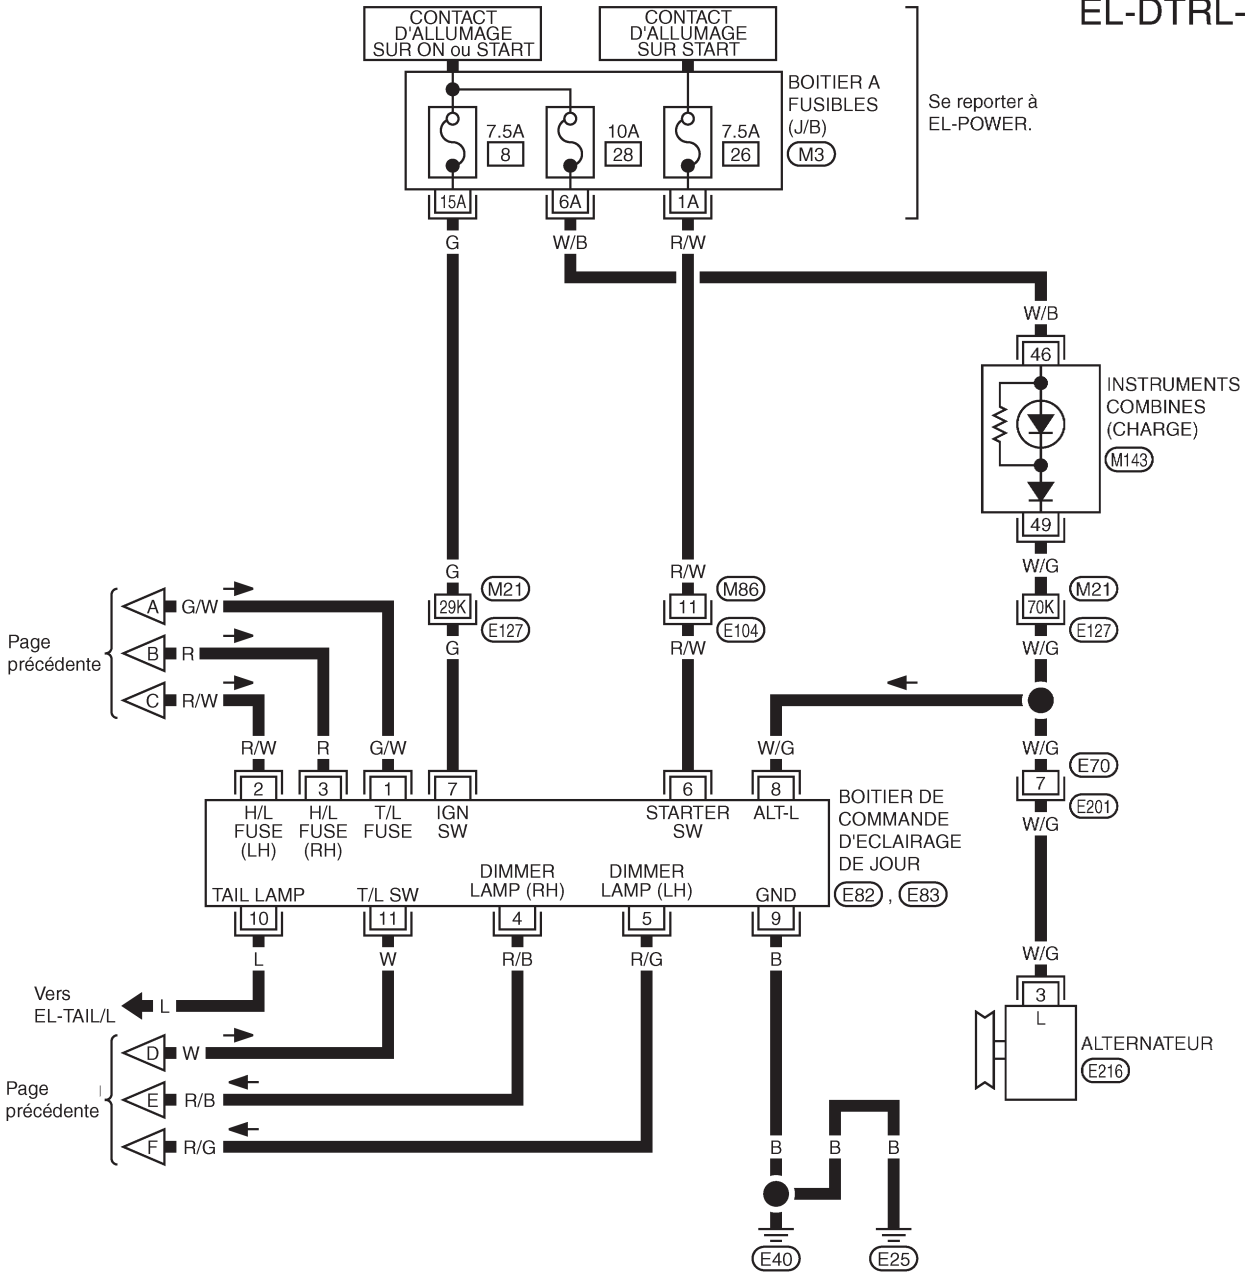 EL-DTRL-
CONTACT
D'ALLUMAGE
SUR ON ou START
CONTACT
D'ALLUMAGE
SUR START
BOITIER A
FUSIBLES
(J/B)
M3
Se reporter à
EL-POWER.
7.5A
8
10A
28
7.5A
26
15A
6A
1A
G
W/B
R/W
W/B
46
INSTRUMENTS
COMBINES
(CHARGE)
M143
49
W/G
G
M21
29K
E127
G
R/W
M86
11
E104
R/W
M21
70K
E127
W/G
Page
précédente
A
G/W
B
R
C
R/W
R/W
R
G/W
W/G
W/G
E70
7
E201
W/G
2
3
1
7
6
8
H/L
FUSE
(LH)
H/L
FUSE
(RH)
T/L
FUSE
IGN
SW
STARTER
SW
ALT-L
BOITIER DE
COMMANDE
D'ECLAIRAGE
DE JOUR
E82 , E83
TAIL LAMP
T/L SW
DIMMER
LAMP (RH)
DIMMER
LAMP (LH)
GND
10
11
4
5
9
L
W
R/B
R/G
B
W/G
3
L
ALTERNATEUR
E216
Vers
EL-TAIL/L
L
Page
précédente
D
W
E
R/B
F
R/G
B
B
B
E40
E25